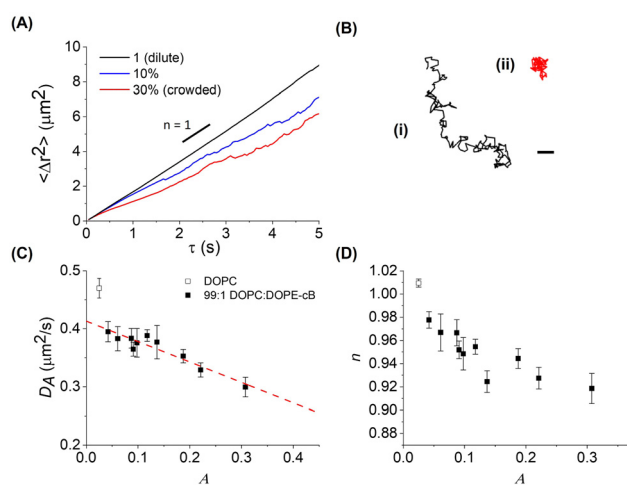 (A)
<Δr²> (μm²)
10
8
6
4
2
0
1 (dilute)
10%
30% (crowded)
n = 1
0 1 2 3 4 5
τ (s)
(B)
(i)
(ii)
(C)
D_A (μm²/s)
0.5
0.4
0.3
0.2
DOPC
99:1 DOPC:DOPE-cB
0.0 0.1 0.2 0.3 0.4
A
(D)
n
1.02
1.00
0.98
0.96
0.94
0.92
0.90
0.88
0.0 0.1 0.2 0.3
A